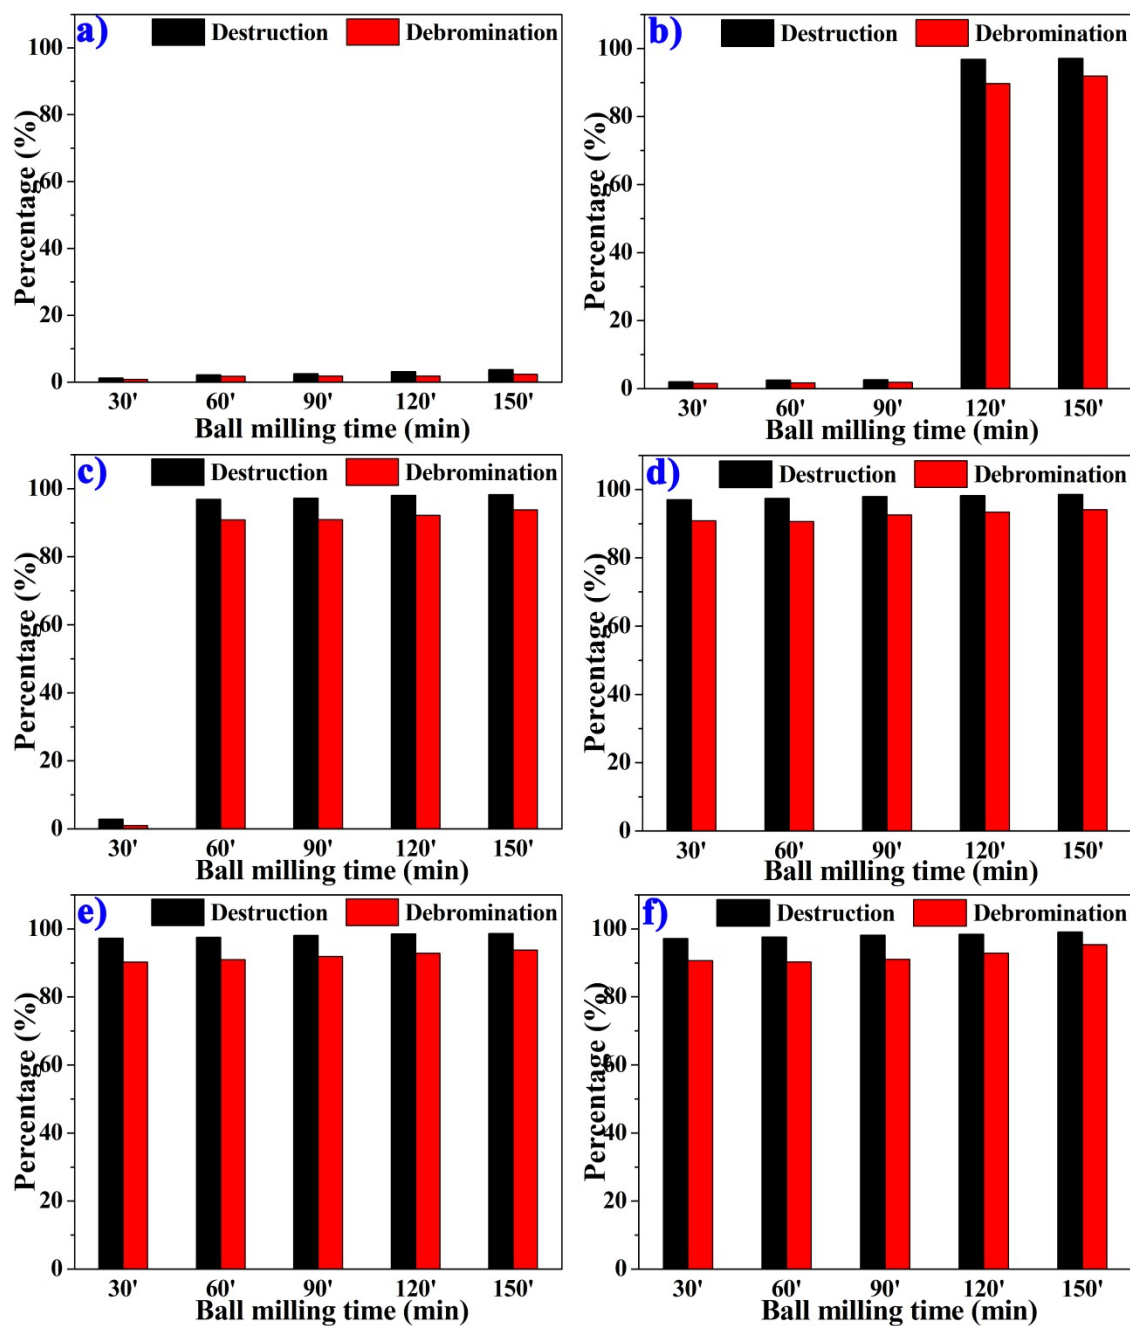 a)
Destruction Debromination
Percentage (%)
100
80
60
40
20
0
30' 60' 90' 120' 150'
Ball milling time (min)
b)
Destruction Debromination
Percentage (%)
100
80
60
40
20
0
30' 60' 90' 120' 150'
Ball milling time (min)
c)
Destruction Debromination
Percentage (%)
100
80
60
40
20
0
30' 60' 90' 120' 150'
Ball milling time (min)
d)
Destruction Debromination
Percentage (%)
100
80
60
40
20
0
30' 60' 90' 120' 150'
Ball milling time (min)
e)
Destruction Debromination
Percentage (%)
100
80
60
40
20
0
30' 60' 90' 120' 150'
Ball milling time (min)
f)
Destruction Debromination
Percentage (%)
100
80
60
40
20
0
30' 60' 90' 120' 150'
Ball milling time (min)